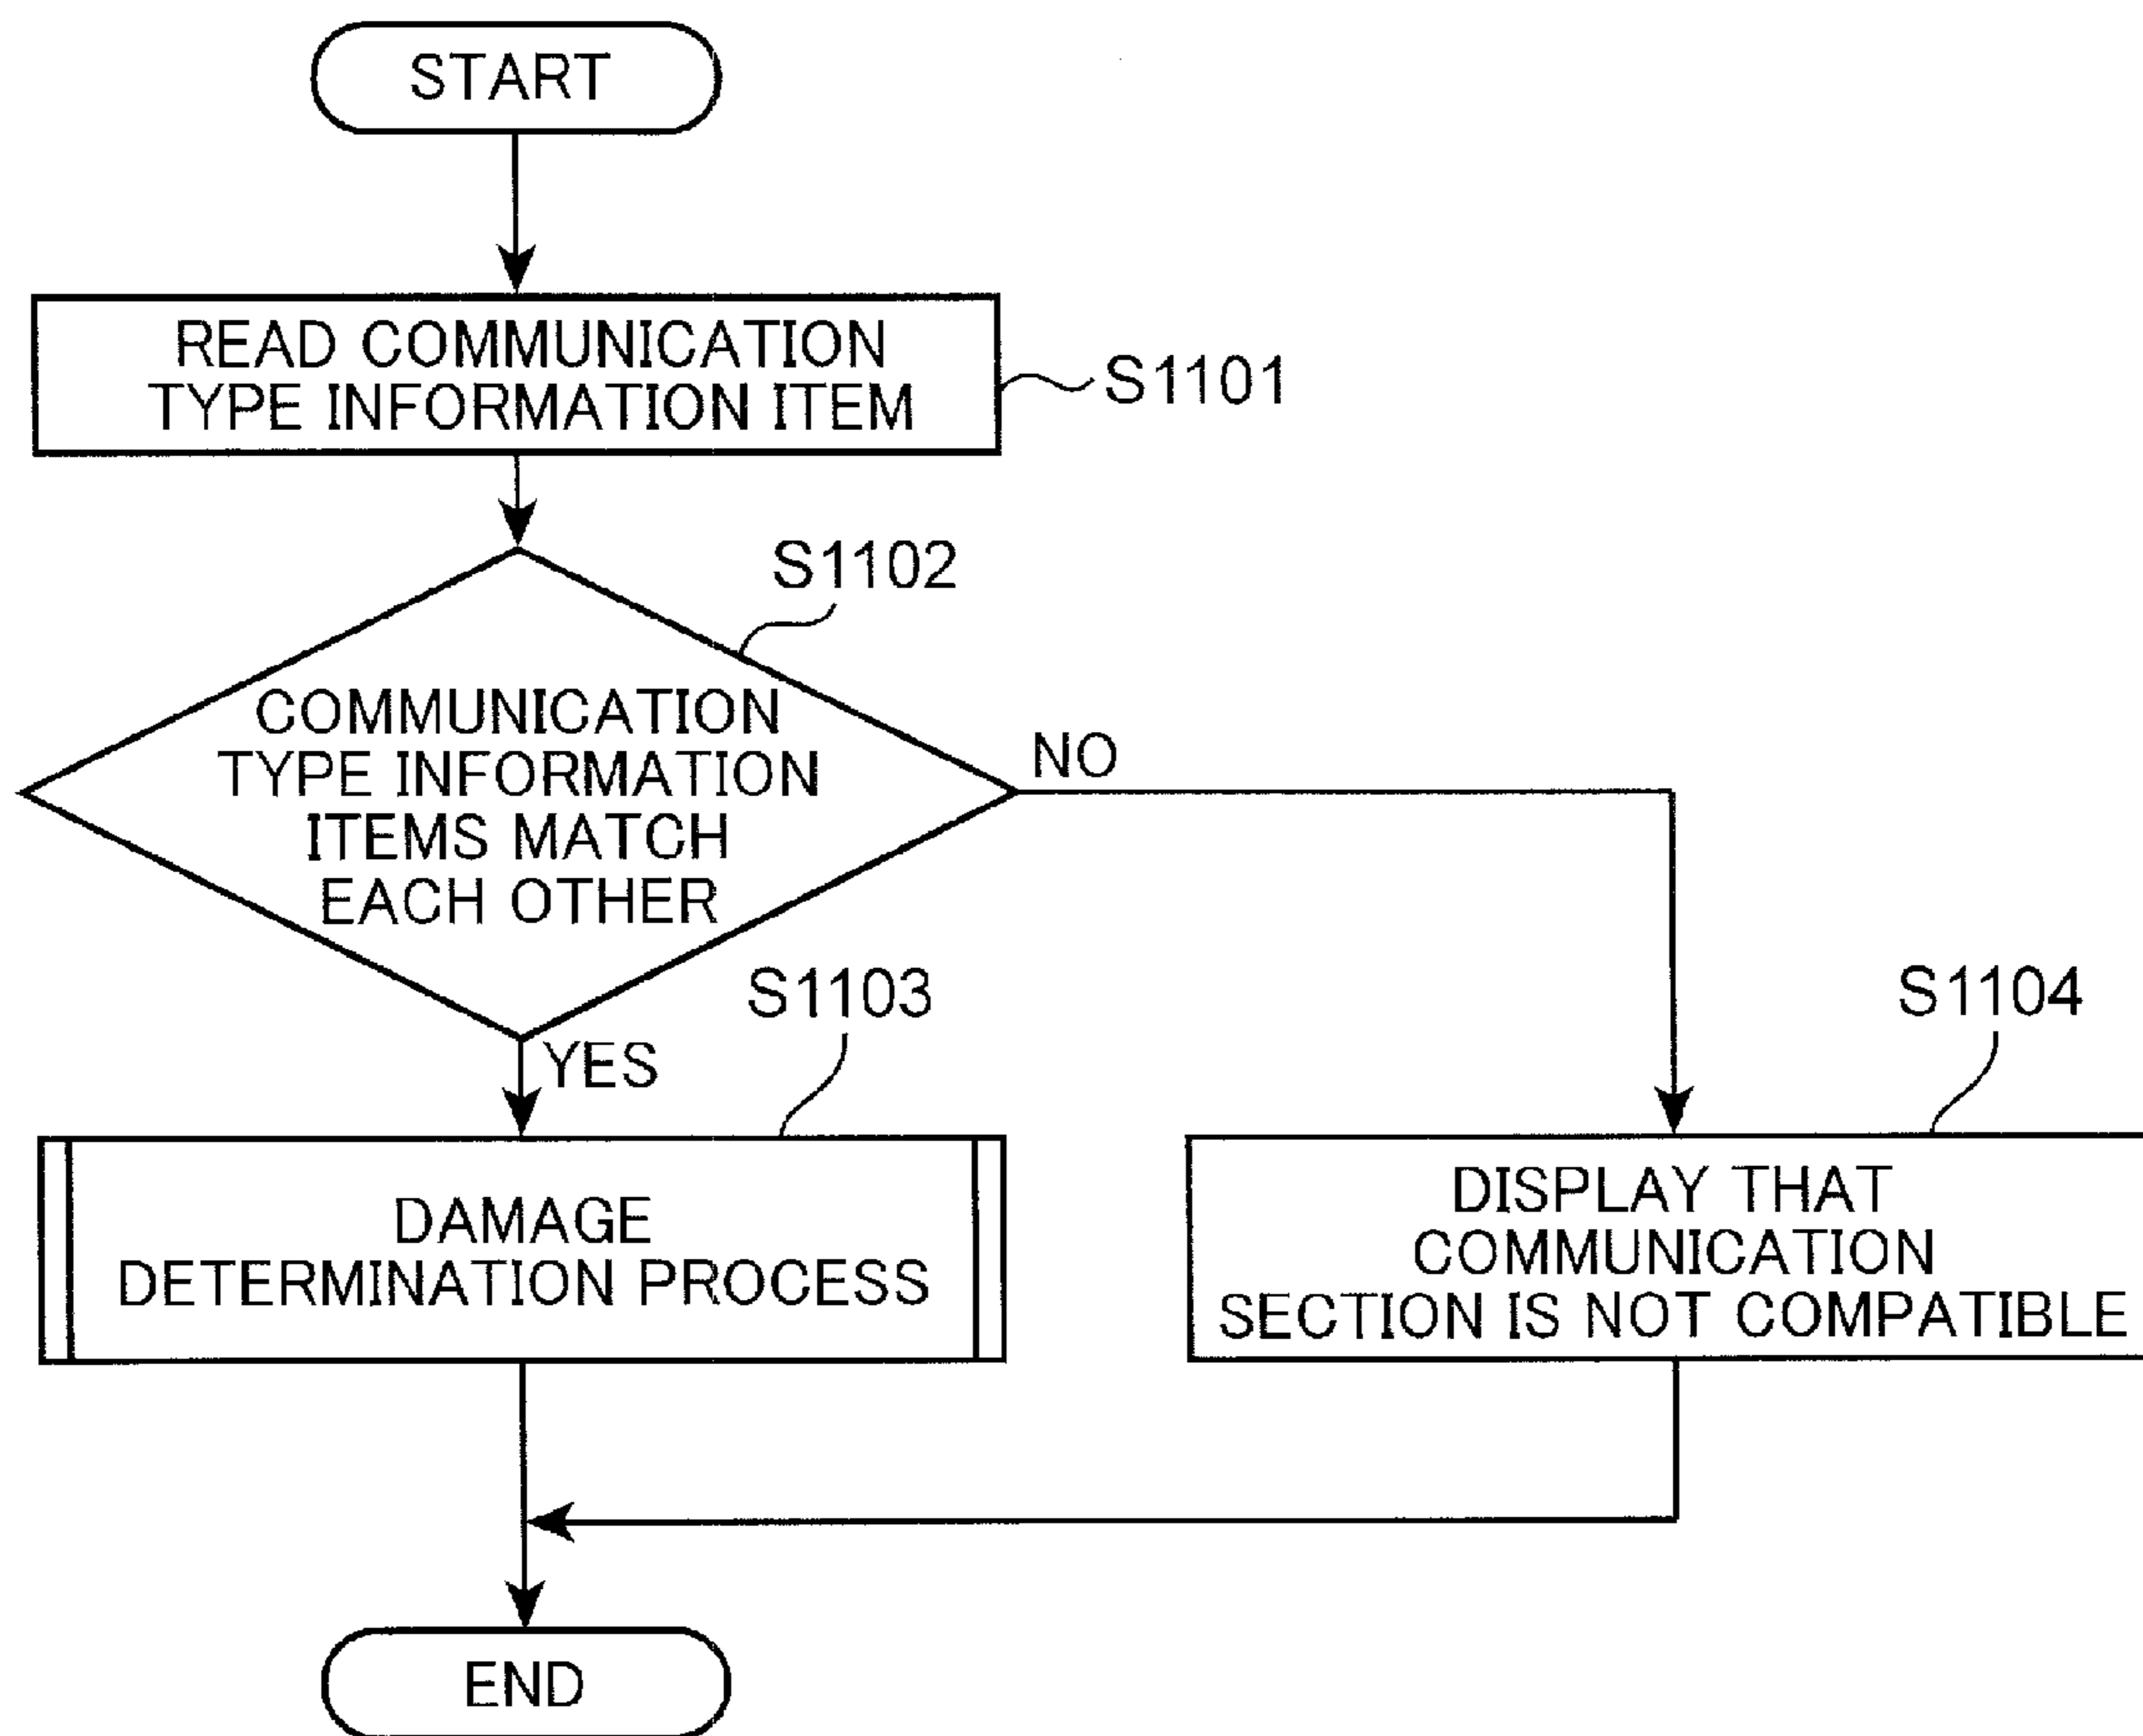 START
READ COMMUNICATION
TYPE INFORMATION ITEM
S1101
S1102
COMMUNICATION
TYPE INFORMATION
ITEMS MATCH
EACH OTHER
NO
YES
S1103
S1104
DAMAGE
DETERMINATION PROCESS
DISPLAY THAT
COMMUNICATION
SECTION IS NOT COMPATIBLE
END